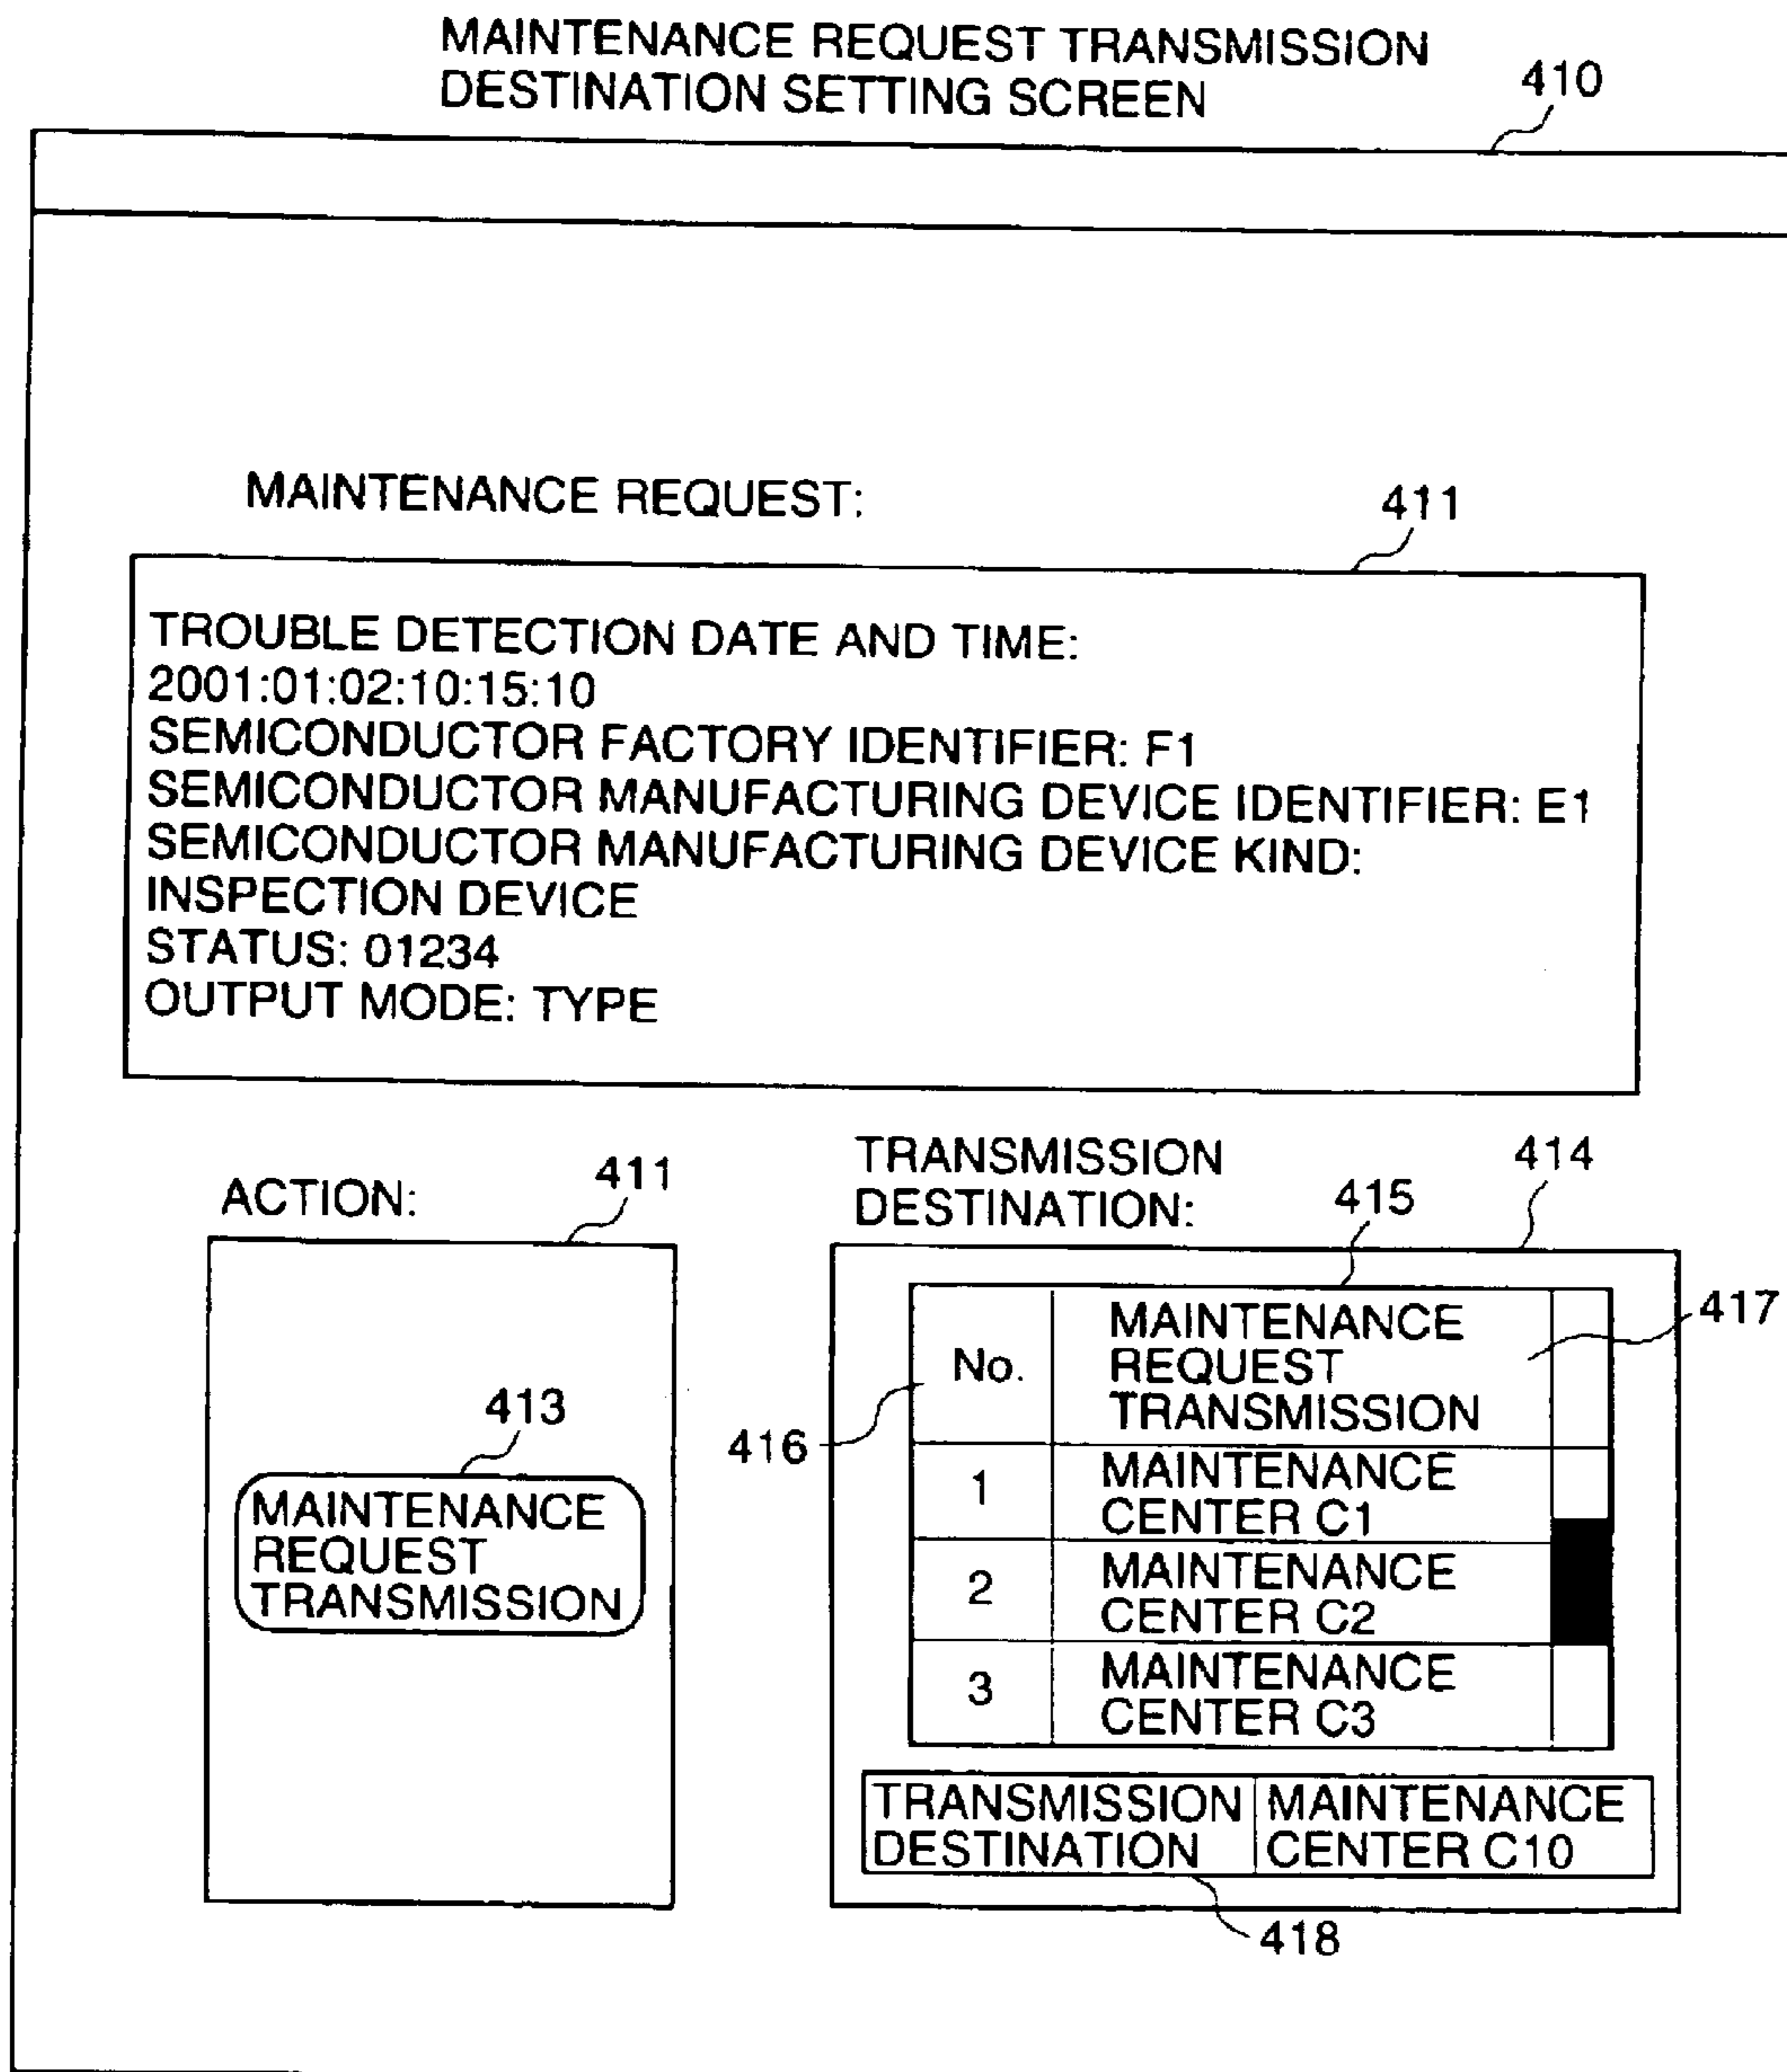 MAINTENANCE REQUEST TRANSMISSION
DESTINATION SETTING SCREEN
410
MAINTENANCE REQUEST:
411
TROUBLE DETECTION DATE AND TIME:
2001:01:02:10:15:10
SEMICONDUCTOR FACTORY IDENTIFIER: F1
SEMICONDUCTOR MANUFACTURING DEVICE IDENTIFIER: E1
SEMICONDUCTOR MANUFACTURING DEVICE KIND:
INSPECTION DEVICE
STATUS: 01234
OUTPUT MODE: TYPE
ACTION:
411
413
MAINTENANCE
REQUEST
TRANSMISSION
TRANSMISSION
DESTINATION:
414
415
No.
MAINTENANCE
REQUEST
TRANSMISSION
417
416
1
MAINTENANCE
CENTER C1
2
MAINTENANCE
CENTER C2
3
MAINTENANCE
CENTER C3
TRANSMISSION
DESTINATION
MAINTENANCE
CENTER C10
418